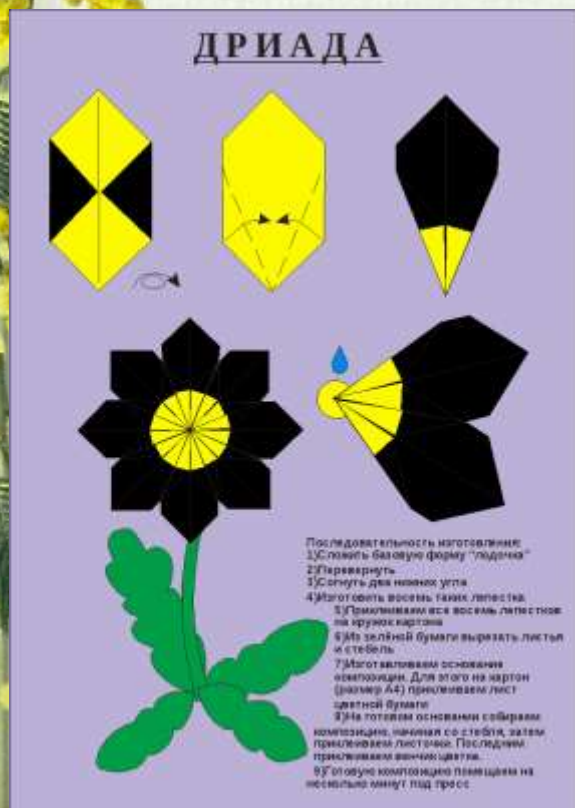 ДРИАДА
Последовательность изготовления:
1)Сложить базовую форму "лодочка"
2)Перевернуть
3)Согнуть два нижних угла
4)Изготовить восемь таких лепестка
5)Приклеиваем все восемь лепестков
на кружок картона
6)Из зелёной бумаги вырезать листья
и стебель
7)Изготавливаем основание
композиции. Для этого на картон
(размер А4) приклеиваем лист
цветной бумаги
8)На готовом основании собираем
композицию, начиная со стебля, затем
приклеиваем листочки. Последним
приклеиваем венчик цветка.
9)Готовую композицию помещаем на
несколько минут под пресс